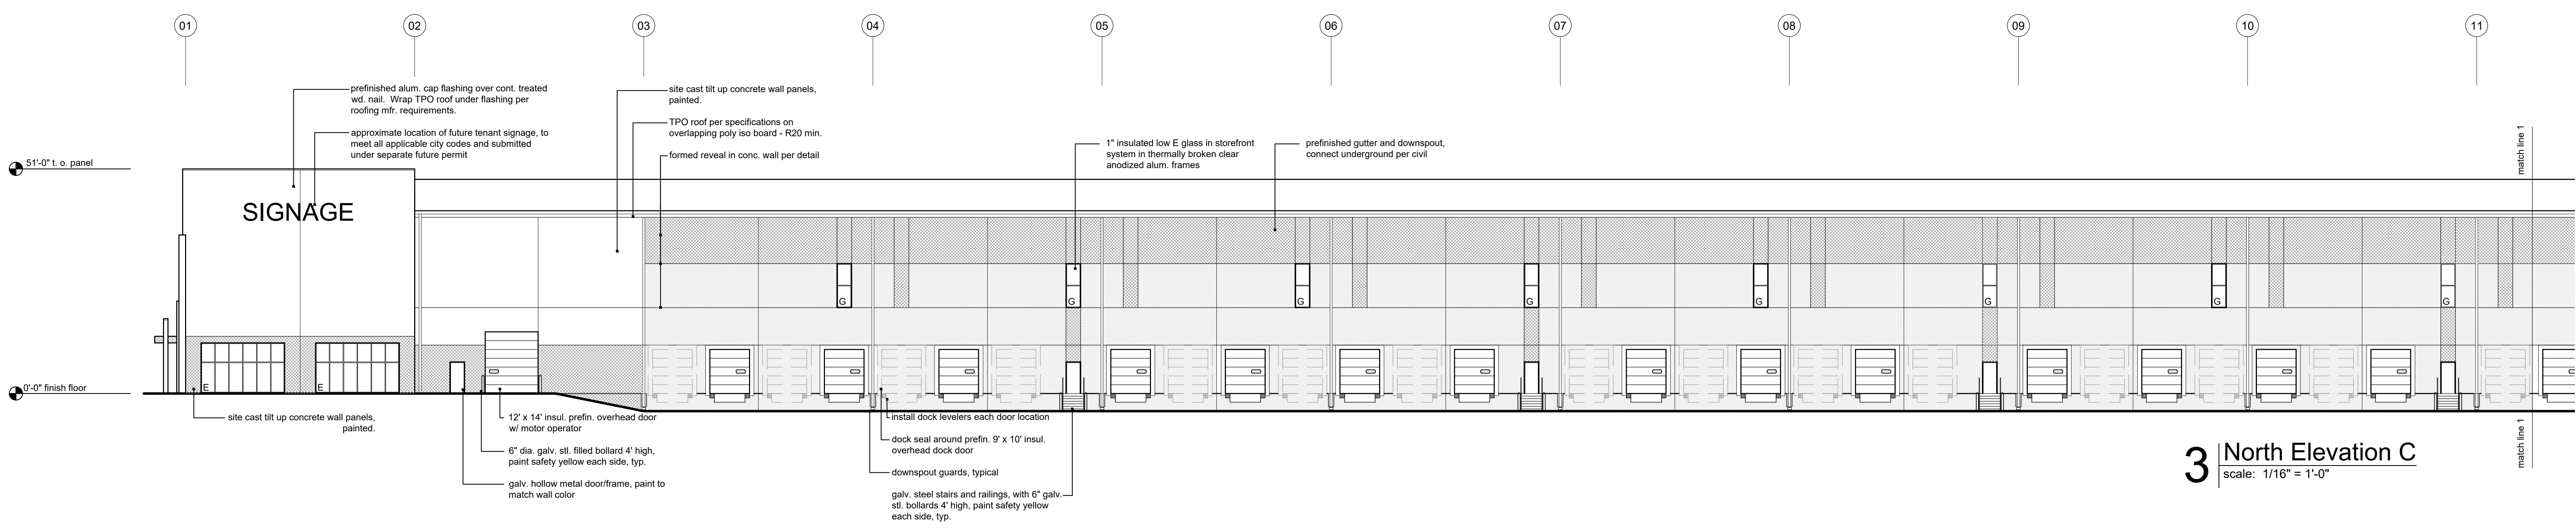 01
02
03
04
05
06
07
08
09
10
11
prefinished alum. cap flashing over cont. treated
wd. nail.  Wrap TPO roof under flashing per
roofing mfr. requirements.
approximate location of future tenant signage, to
meet all applicable city codes and submitted
under separate future permit
site cast tilt up concrete wall panels,
painted.
TPO roof per specifications on
overlapping poly iso board - R20 min.
formed reveal in conc. wall per detail
1" insulated low E glass in storefront
system in thermally broken clear
anodized alum. frames
prefinished gutter and downspout,
connect underground per civil
match line 1
51'-0" t. o. panel
SIGNAGE
G
G
G
G
G
G
G
G
E
E
0'-0" finish floor
site cast tilt up concrete wall panels,
painted.
12' x 14' insul. prefin. overhead door
w/ motor operator
6" dia. galv. stl. filled bollard 4' high,
paint safety yellow each side, typ.
galv. hollow metal door/frame, paint to
match wall color
install dock levelers each door location
dock seal around prefin. 9' x 10' insul.
overhead dock door
downspout guards, typical
galv. steel stairs and railings, with 6" galv.
stl. bollards 4' high, paint safety yellow
each side, typ.
3
North Elevation C
scale:  1/16" = 1'-0"
match line 1